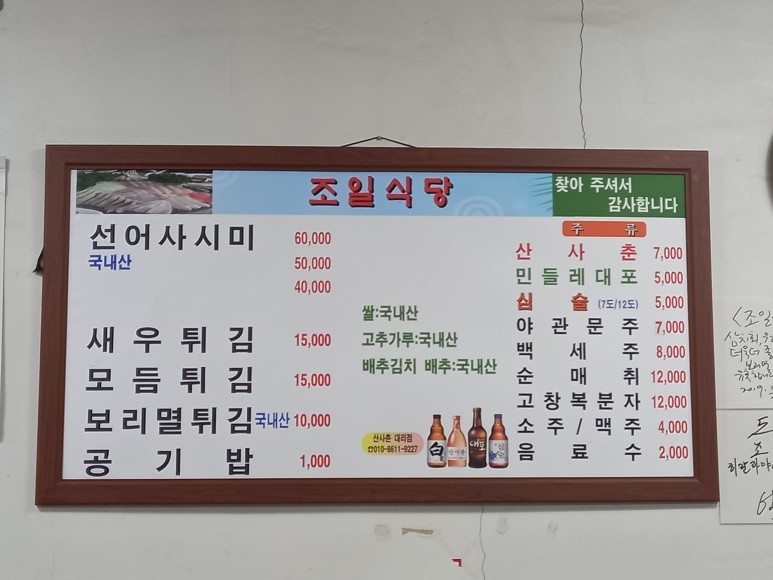 조일식당
찾아 주셔서
감사합니다
선어사시미 60,000
국내산 50,000
40,000
새우튀김 15,000
모듬튀김 15,000
보리멸튀김 국내산 10,000
공기밥 1,000
쌀:국내산
고추가루:국내산
배추김치 배추:국내산
산사춘 대리점
☎010-8611-9227
주류
산사춘 7,000
민들레대포 5,000
심술 (7도/12도) 5,000
야관문주 7,000
백세주 8,000
순매취 12,000
고창복분자 12,000
소주/맥주 4,000
음료수 2,000
<조일